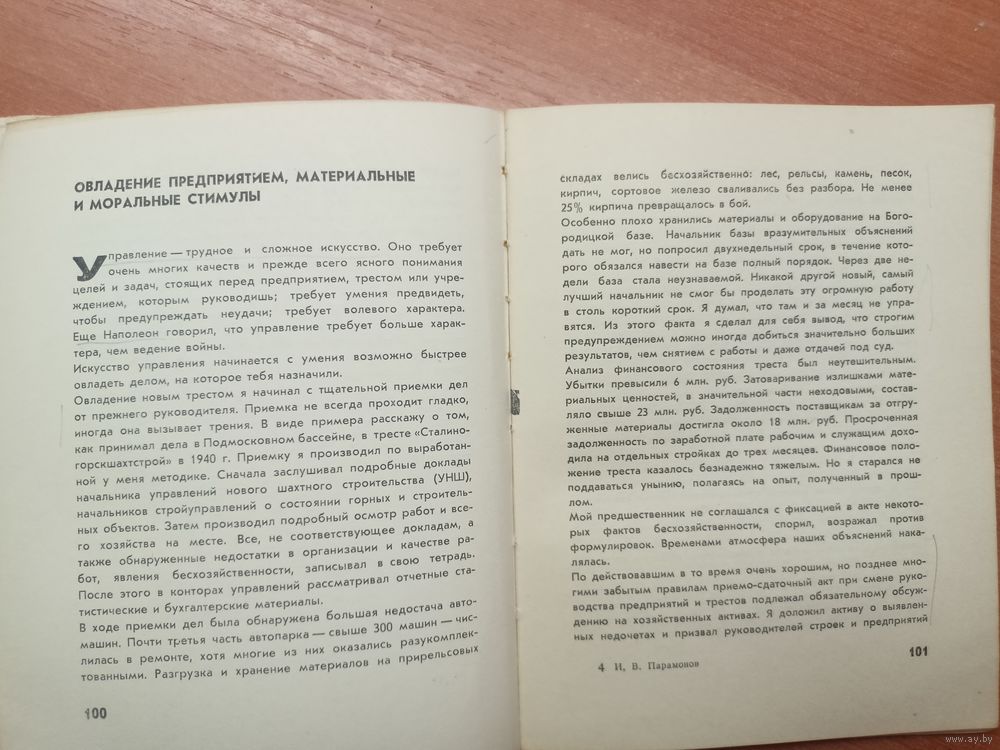 ОВЛАДЕНИЕ ПРЕДПРИЯТИЕМ, МАТЕРИАЛЬНЫЕ
И МОРАЛЬНЫЕ СТИМУЛЫ
Управление — трудное и сложное искусство. Оно требует
очень многих качеств и прежде всего ясного понимания
целей и задач, стоящих перед предприятием, трестом или учре-
ждением, которым руководишь; требует умения предвидеть,
чтобы предупреждать неудачи; требует волевого характера.
Еще Наполеон говорил, что управление требует больше харак-
тера, чем ведение войны.
Искусство управления начинается с умения возможно быстрее
овладеть делом, на которое тебя назначили.
Овладение новым трестом я начинал с тщательной приемки дел
от прежнего руководителя. Приемка не всегда проходит гладко,
иногда она вызывает трения. В виде примера расскажу о том,
как принимал дела в Подмосковном бассейне, в тресте «Сталино-
горскшахтстрой» в 1940 г. Приемку я производил по выработан-
ной у меня методике. Сначала заслушивал подробные доклады
начальника управлений нового шахтного строительства (УНШ),
начальников стройуправлений о состоянии горных и строитель-
ных объектов. Затем производил подробный осмотр работ и все-
го хозяйства на месте. Все, не соответствующее докладам, а
также обнаруженные недостатки в организации и качестве ра-
бот, явления бесхозяйственности, записывал в свою тетрадь.
После этого в конторах управлений рассматривал отчетные ста-
тистические и бухгалтерские материалы.
В ходе приемки дел была обнаружена большая недостача авто-
машин. Почти третья часть автопарка — свыше 300 машин — чис-
лилась в ремонте, хотя многие из них оказались разукомплек-
тованными. Разгрузка и хранение материалов на прирельсовых
100
складах велись бесхозяйственно: лес, рельсы, камень, песок,
кирпич, сортовое железо сваливались без разбора. Не менее
25% кирпича превращалось в бой.
Особенно плохо хранились материалы и оборудование на Бого-
родицкой базе. Начальник базы вразумительных объяснений
дать не мог, но попросил двухнедельный срок, в течение кото-
рого обязался навести на базе полный порядок. Через две не-
дели база стала неузнаваемой. Никакой другой новый, самый
лучший начальник не смог бы проделать эту огромную работу
в столь короткий срок. Я думал, что там и за месяц не упра-
вятся. Из этого факта я сделал для себя вывод, что строгим
предупреждением можно иногда добиться значительно больших
результатов, чем снятием с работы и даже отдачей под суд.
Анализ финансового состояния треста был неутешительным.
Убытки превысили 6 млн. руб. Затоваривание излишками мате-
риальных ценностей, в значительной части неходовыми, состав-
ляло свыше 23 млн. руб. Задолженность поставщикам за отгру-
женные материалы достигла около 18 млн. руб. Просроченная
задолженность по заработной плате рабочим и служащим дохо-
дила на отдельных стройках до трех месяцев. Финансовое поло-
жение треста казалось безнадежно тяжелым. Но я старался не
поддаваться унынию, полагаясь на опыт, полученный в прош-
лом.
Мой предшественник не соглашался с фиксацией в акте некото-
рых фактов бесхозяйственности, спорил, возражал против
формулировок. Временами атмосфера наших объяснений нака-
лялась.
По действовавшим в то время очень хорошим, но позднее мно-
гими забытым правилам приемо-сдаточный акт при смене руко-
водства предприятий и трестов подлежал обязательному обсуж-
дению на хозяйственных активах. Я доложил активу о выявлен-
ных недочетах и призвал руководителей строек и предприятий
4 И. В. Парамонов
101
www.ay.by